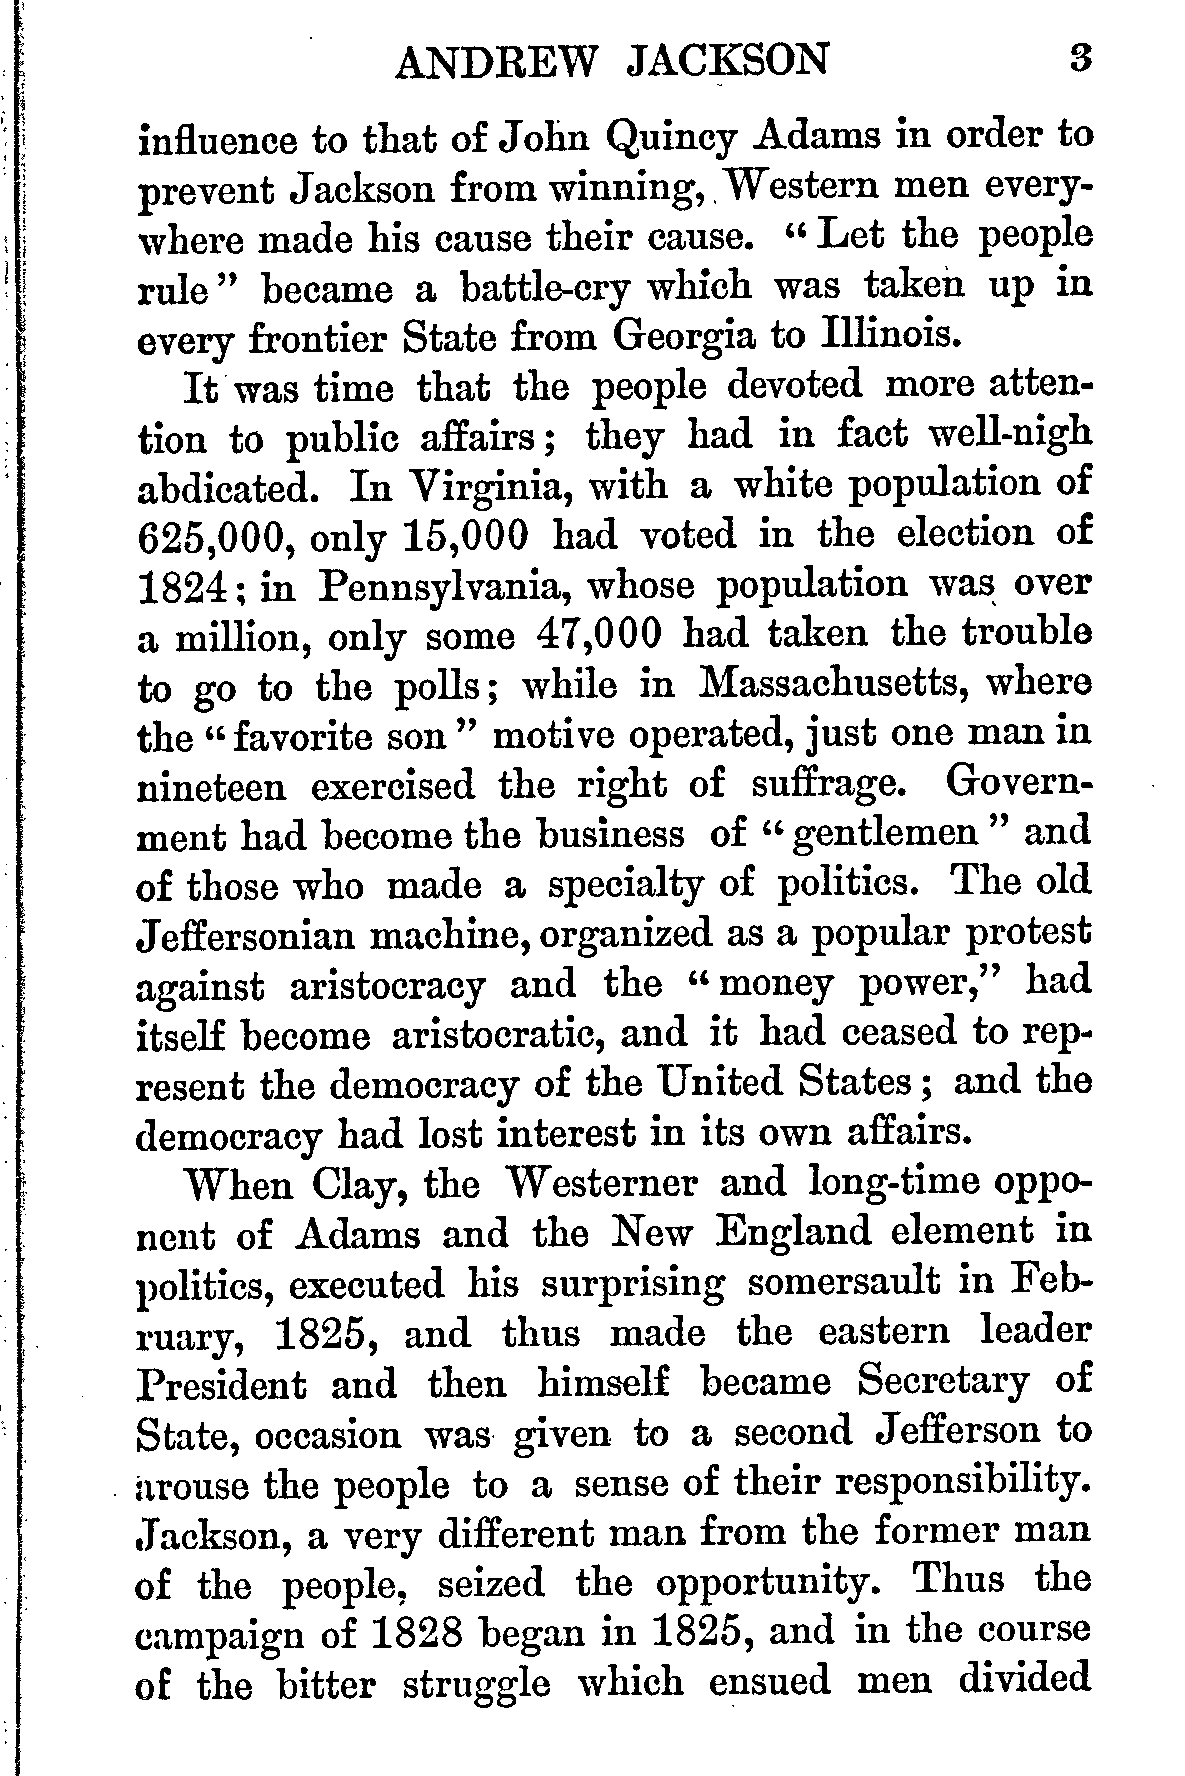 ANDREW JACKSON 3
influence to that of John Quincy Adams in order to
prevent Jackson from winning, Western men every-
where made his cause their cause. “Let the people
rule” became a battle-cry which was taken up in
every frontier State from Georgia to Illinois.
It was time that the people devoted more atten-
tion to public affairs; they had in fact well-nigh
abdicated. In Virginia, with a white population of
625,000, only 15,000 had voted in the election of
1824; in Pennsylvania, whose population was over
a million, only some 47,000 had taken the trouble
to go to the polls; while in Massachusetts, where
the “favorite son” motive operated, just one man in
nineteen exercised the right of suffrage. Govern-
ment had become the business of “gentlemen” and
of those who made a specialty of politics. The old
Jeffersonian machine, organized as a popular protest
against aristocracy and the “money power,” had
itself become aristocratic, and it had ceased to rep-
resent the democracy of the United States; and the
democracy had lost interest in its own affairs.
When Clay, the Westerner and long-time oppo-
nent of Adams and the New England element in
politics, executed his surprising somersault in Feb-
ruary, 1825, and thus made the eastern leader
President and then himself became Secretary of
State, occasion was given to a second Jefferson to
arouse the people to a sense of their responsibility.
Jackson, a very different man from the former man
of the people, seized the opportunity. Thus the
campaign of 1828 began in 1825, and in the course
of the bitter struggle which ensued men divided